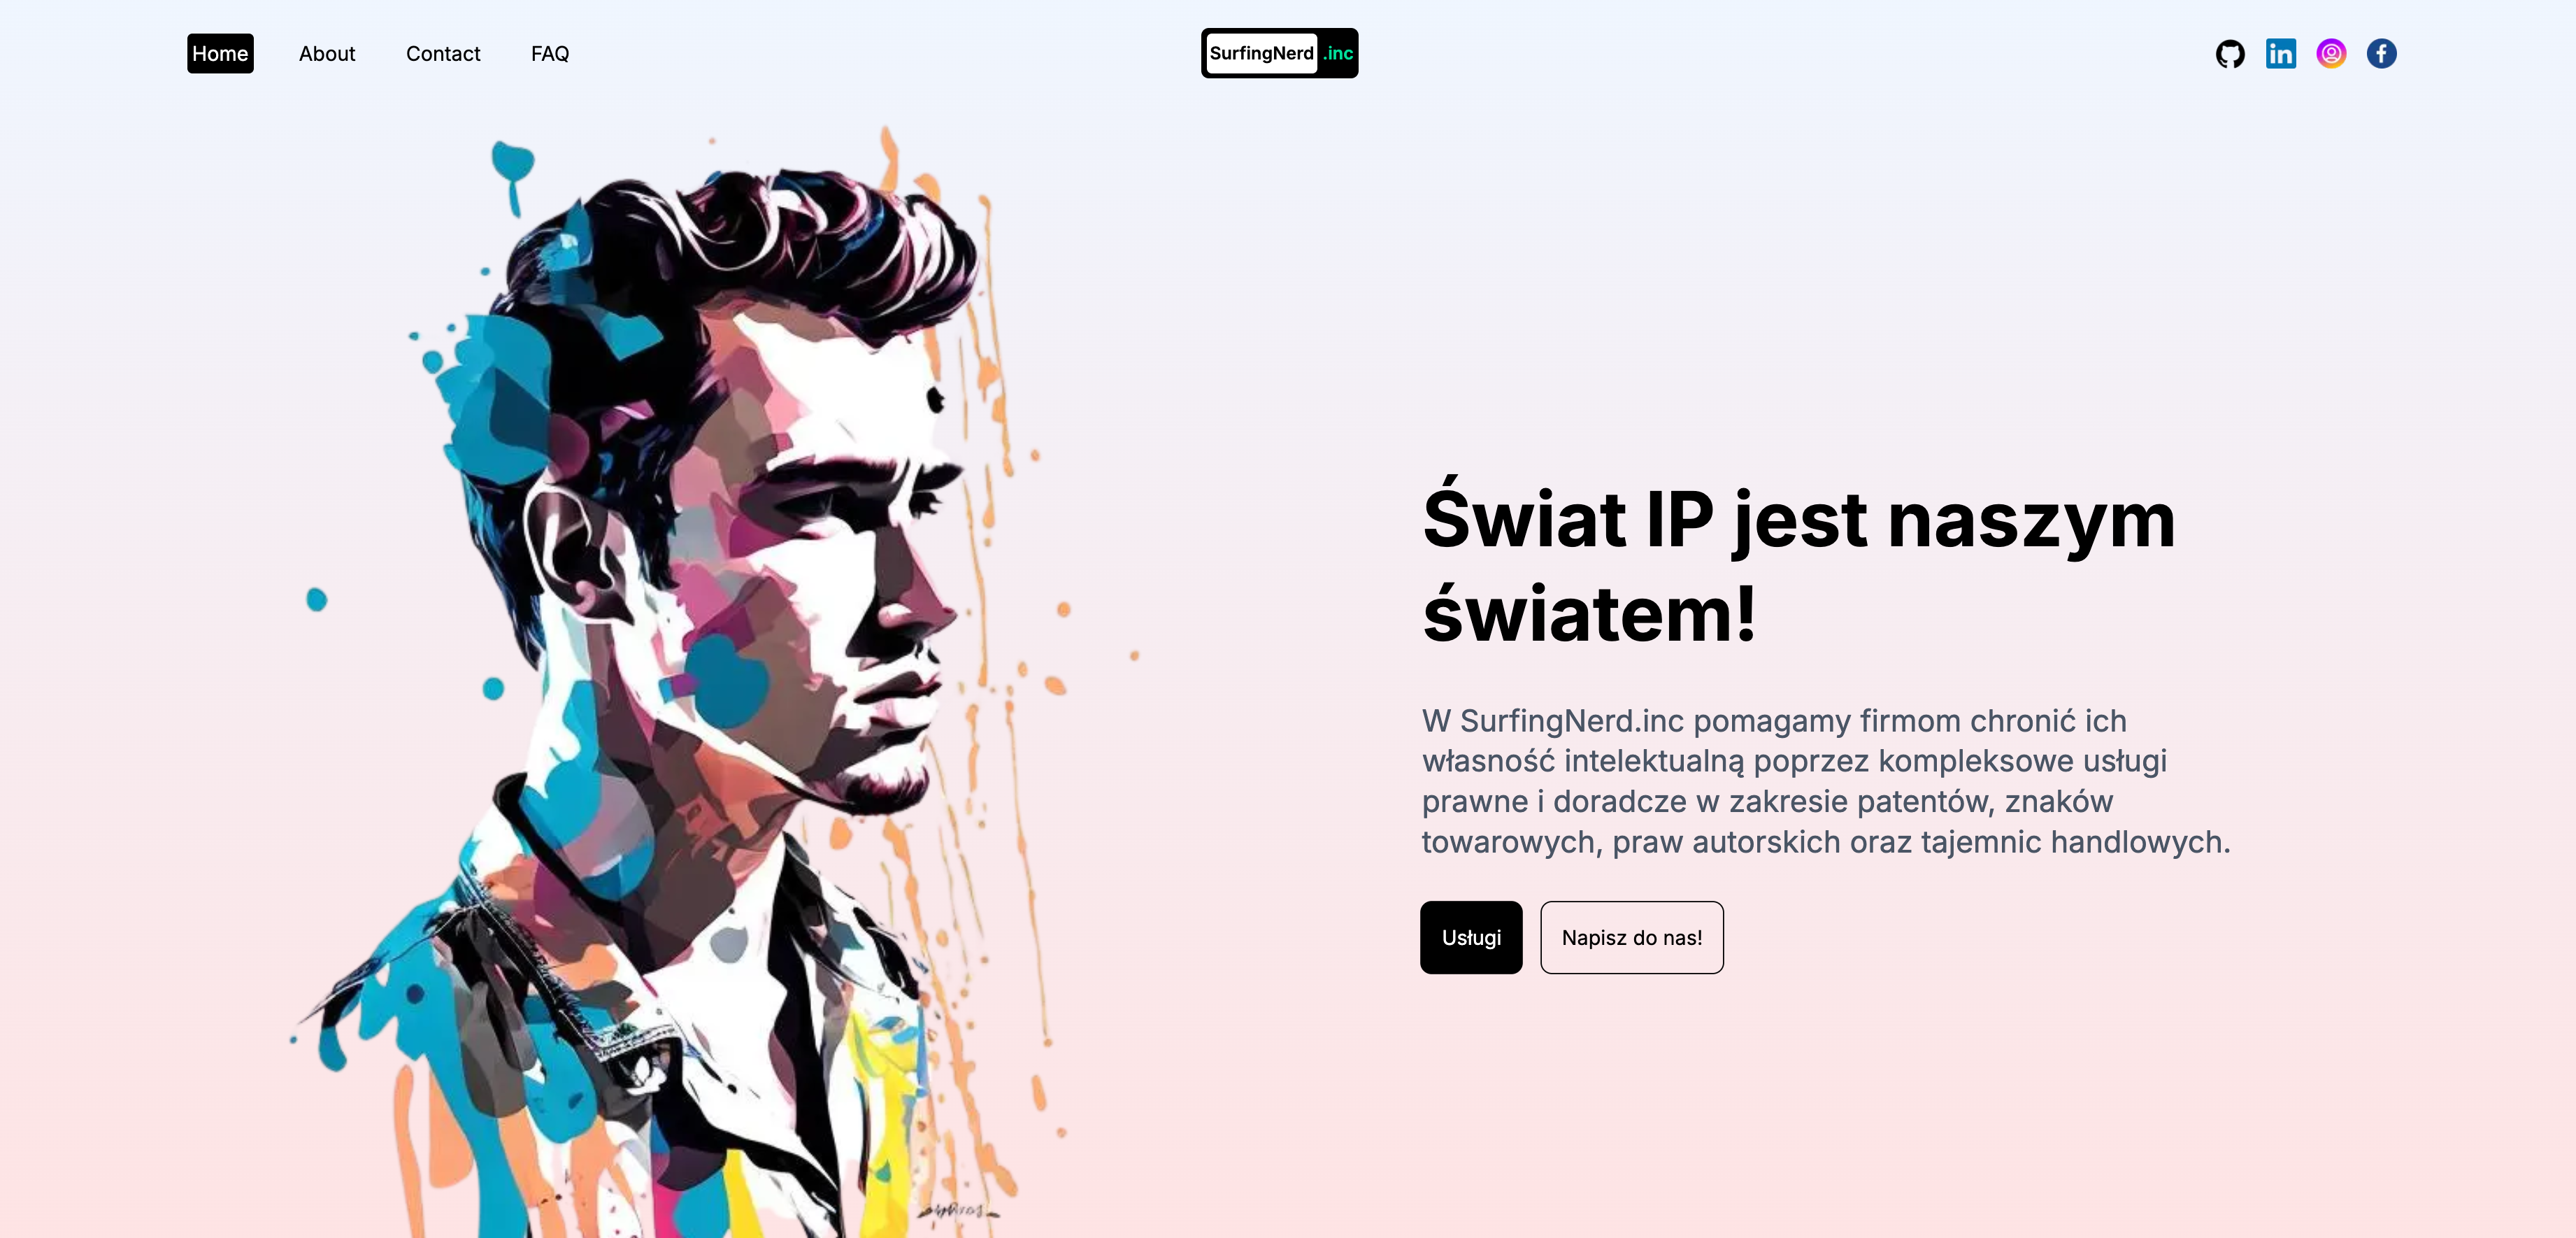 Home About Contact FAQ
SurfingNerd .inc
Świat IP jest naszym
światem!
W SurfingNerd.inc pomagamy firmom chronić ich
własność intelektualną poprzez kompleksowe usługi
prawne i doradcze w zakresie patentów, znaków
towarowych, praw autorskich oraz tajemnic handlowych.
Usługi
Napisz do nas!